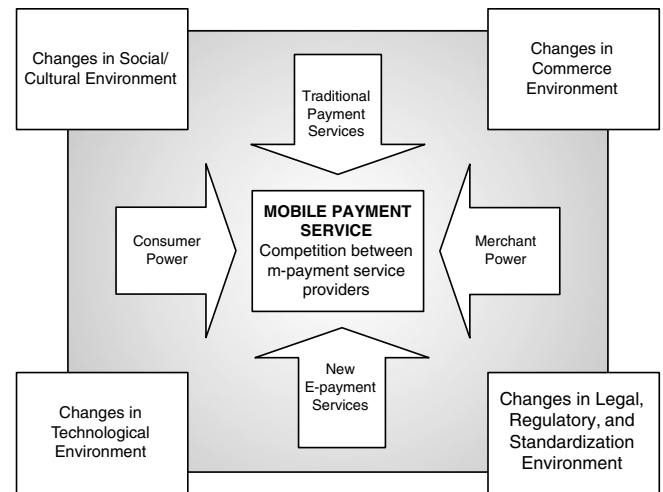 Changes in Social/
Cultural Environment
Changes in
Commerce
Environment
Traditional
Payment
Services
Consumer
Power
MOBILE PAYMENT
SERVICE
Competition between
m-payment service
providers
Merchant
Power
New
E-payment
Services
Changes in
Technological
Environment
Changes in Legal,
Regulatory, and
Standardization
Environment